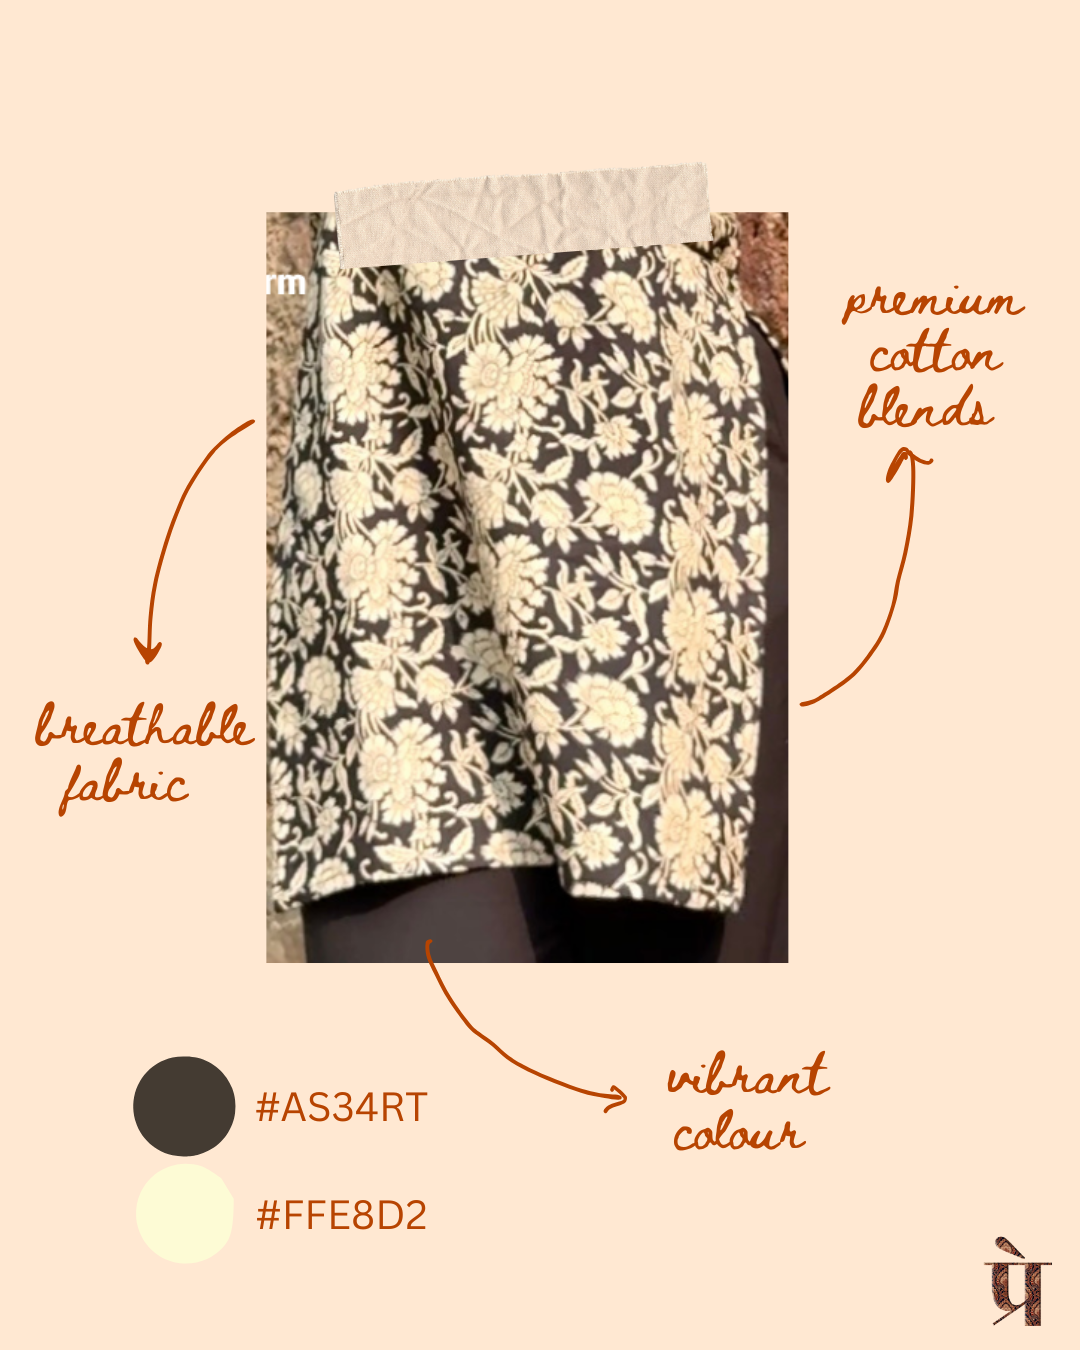 rm
premium
cotton
blends
breathable
fabric
vibrant
colour
#AS34RT
#FFE8D2
प्रे